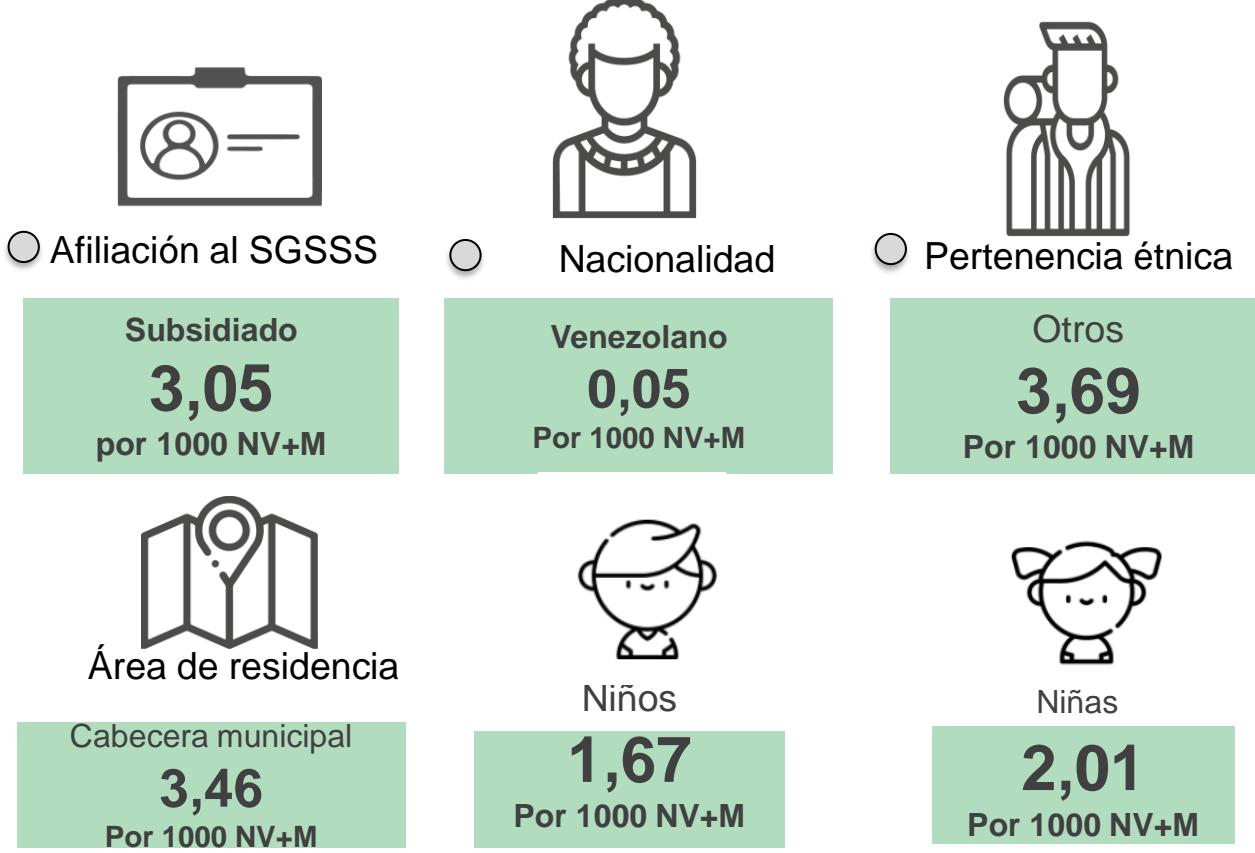 Afiliación al SGSSS
Subsidiado
3,05
por 1000 NV+M
Nacionalidad
Venezolano
0,05
Por 1000 NV+M
Pertenencia étnica
Otros
3,69
Por 1000 NV+M
Área de residencia
Cabecera municipal
3,46
Por 1000 NV+M
Niños
1,67
Por 1000 NV+M
Niñas
2,01
Por 1000 NV+M